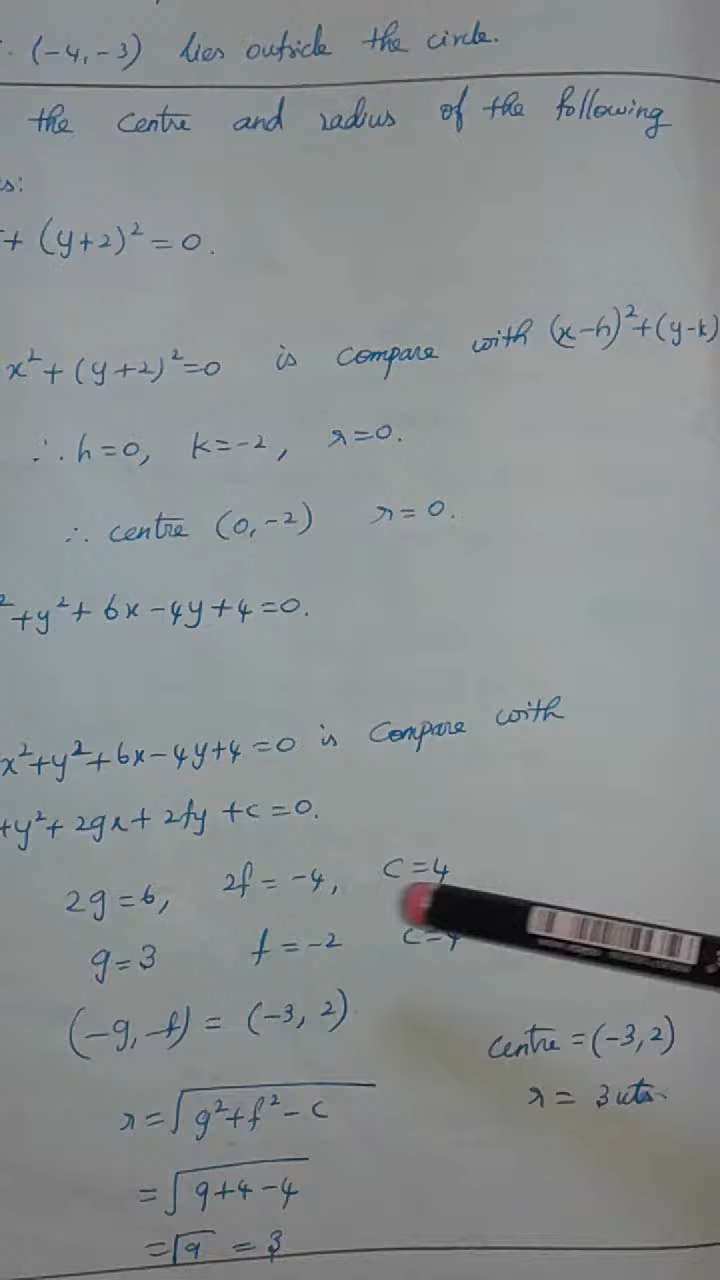 (-4,-3) lies outside the circle.
the centre and radius of the following
s:
+ (y+2)² = 0.
x² + (y+2)² = 0 is compare with (x-h)² + (y-k)
∴ h=0, k=-2, r=0.
∴ centre (0,-2) r=0.
² + y² + 6x - 4y + 4 = 0.
x² + y² + 6x - 4y + 4 = 0 is compare with
+ y² + 2gx + 2fy + c = 0.
2g = 6, 2f = -4, c = 4
g = 3 f = -2 c = 4
(-g, -f) = (-3, 2)
centre = (-3, 2)
r = 3 uts.
r = √g² + f² - c
= √9 + 4 - 4
= √9 = 3